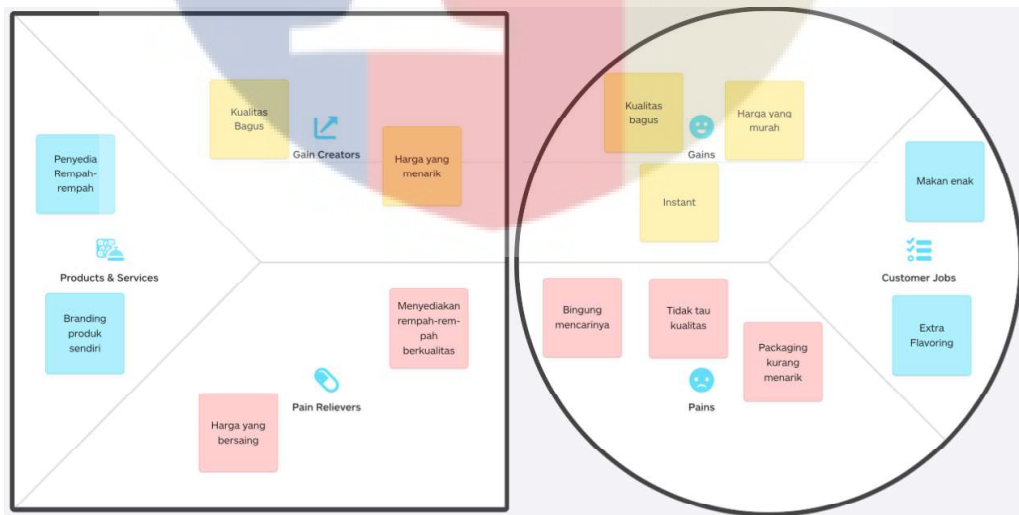 Kualitas
Bagus
Gain Creators
Harga yang
menarik
Penyedia
Rempah-
rempah
Products & Services
Branding
produk
sendiri
Menyediakan
rempah-rem-
pah
berkualitas
Pain Relievers
Harga yang
bersaing
Kualitas
bagus
Gains
Harga yang
murah
Instant
Makan enak
Customer Jobs
Extra
Flavoring
Bingung
mencarinya
Tidak tau
kualitas
Packaging
kurang
menarik
Pains